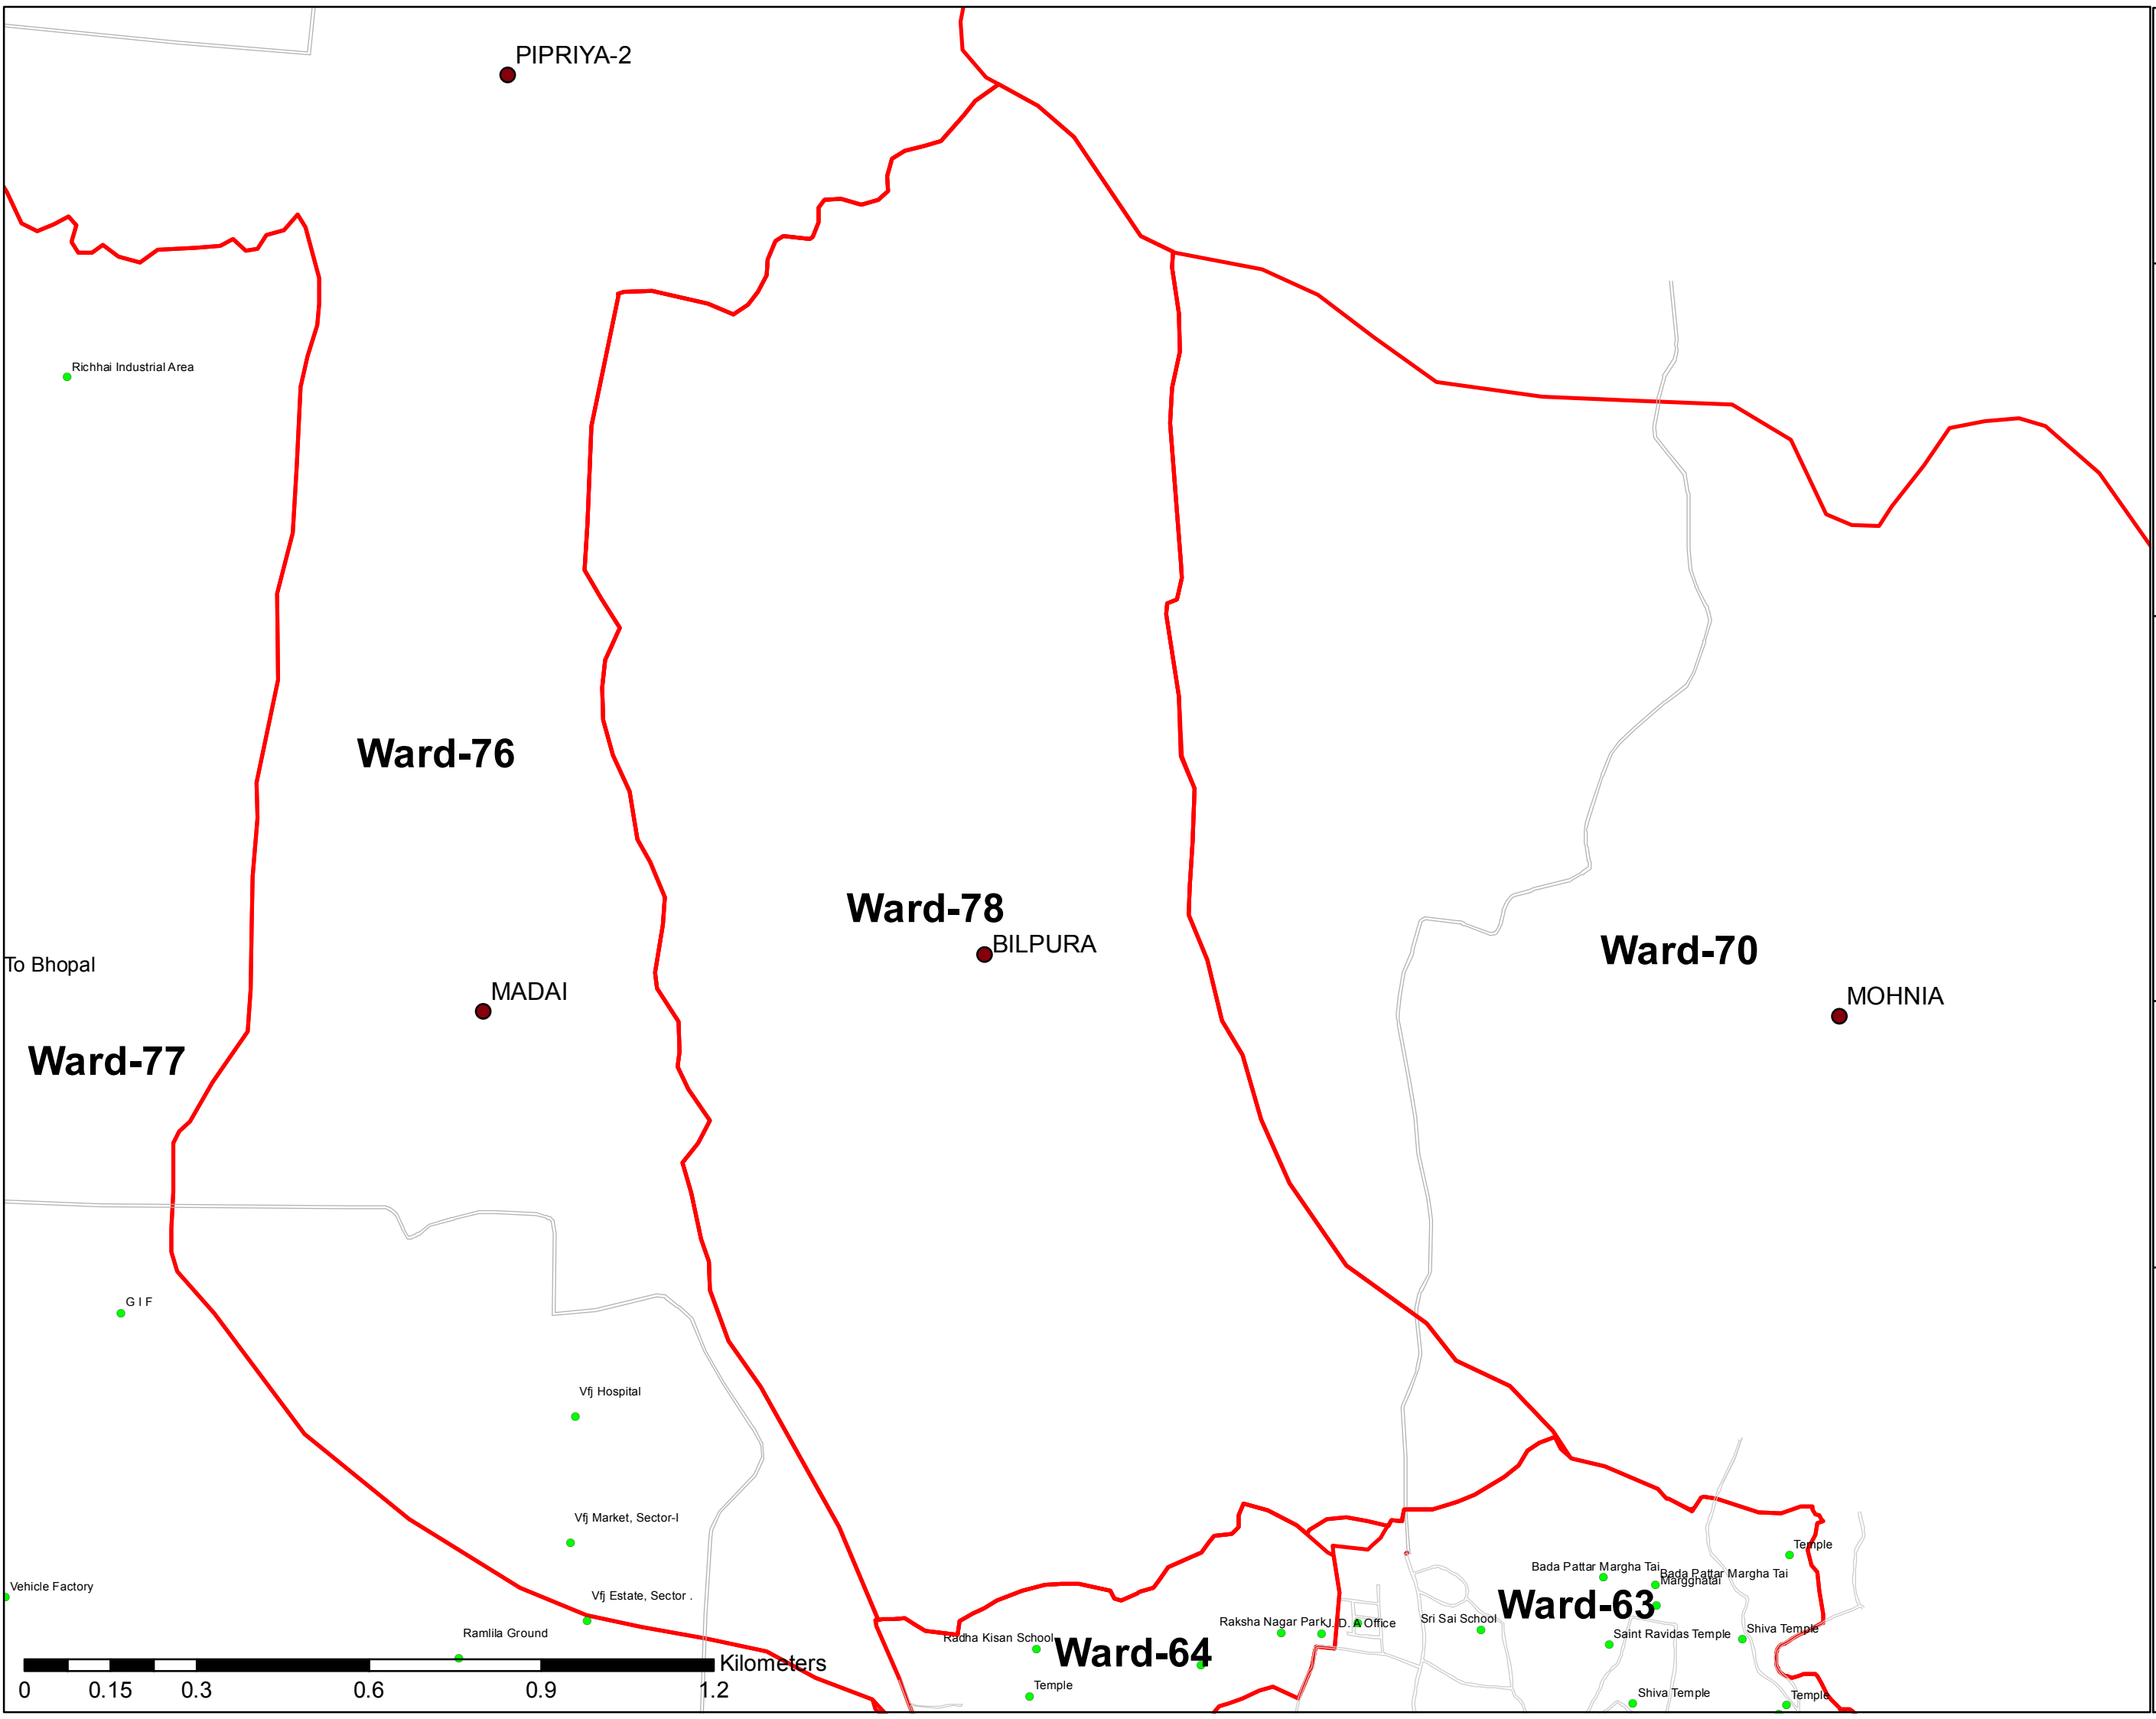 PIPRIYA-2
Richhai Industrial Area
Ward-76
Ward-78
BILPURA
Ward-70
To Bhopal
MADAI
MOHNIA
Ward-77
G I F
Vfj Hospital
Vfj Market, Sector-I
Temple
Bada Pattar Margha Tai
Bada Pattar Margha Tai
Margghatai
Vehicle Factory
Vfj Estate, Sector .
Ward-63
Raksha Nagar Park
J. D. A Office
Sri Sai School
Shiva Temple
Ramlila Ground
Radha Kisan School
Ward-64
Saint Ravidas Temple
Kilometers
0 0.15 0.3 0.6 0.9 1.2
Temple
Shiva Temple
Temple